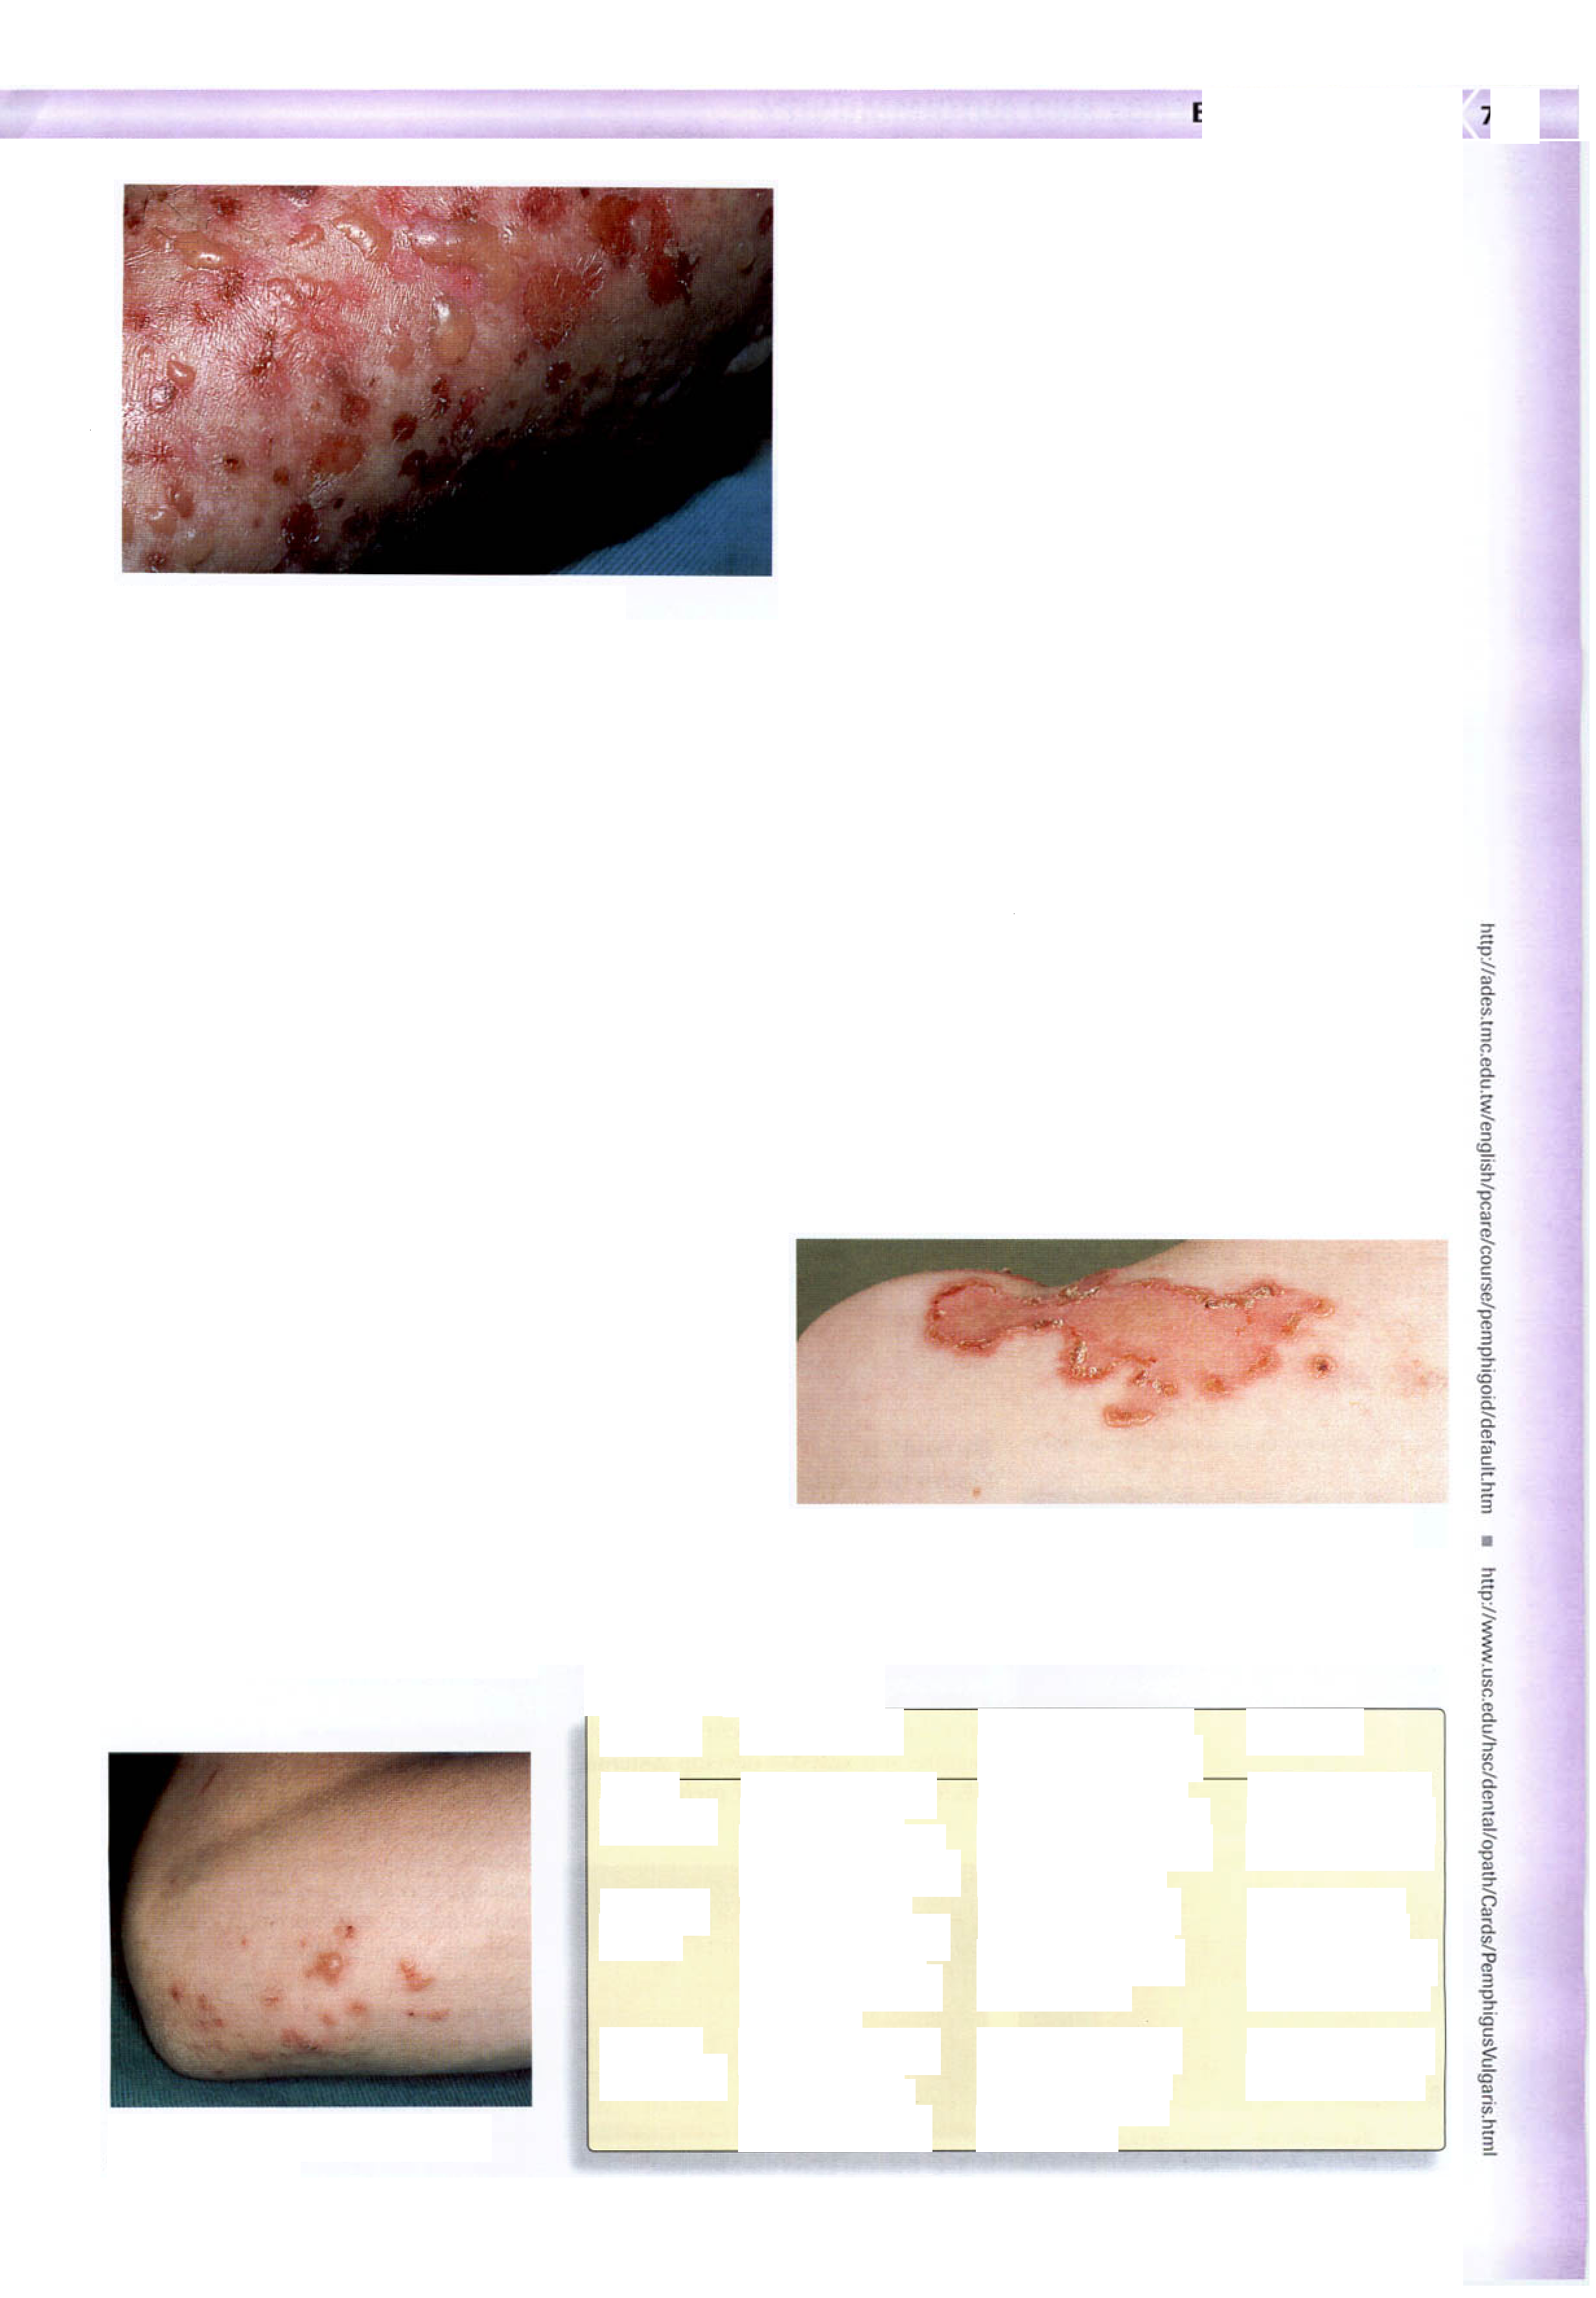 E
7
http://ades.tmc.edu.tw/english/pcare/course/pemphigoid/default.htm ■ http://www.usc.edu/hsc/dental/opath/Cards/PemphigusVulgaris.html